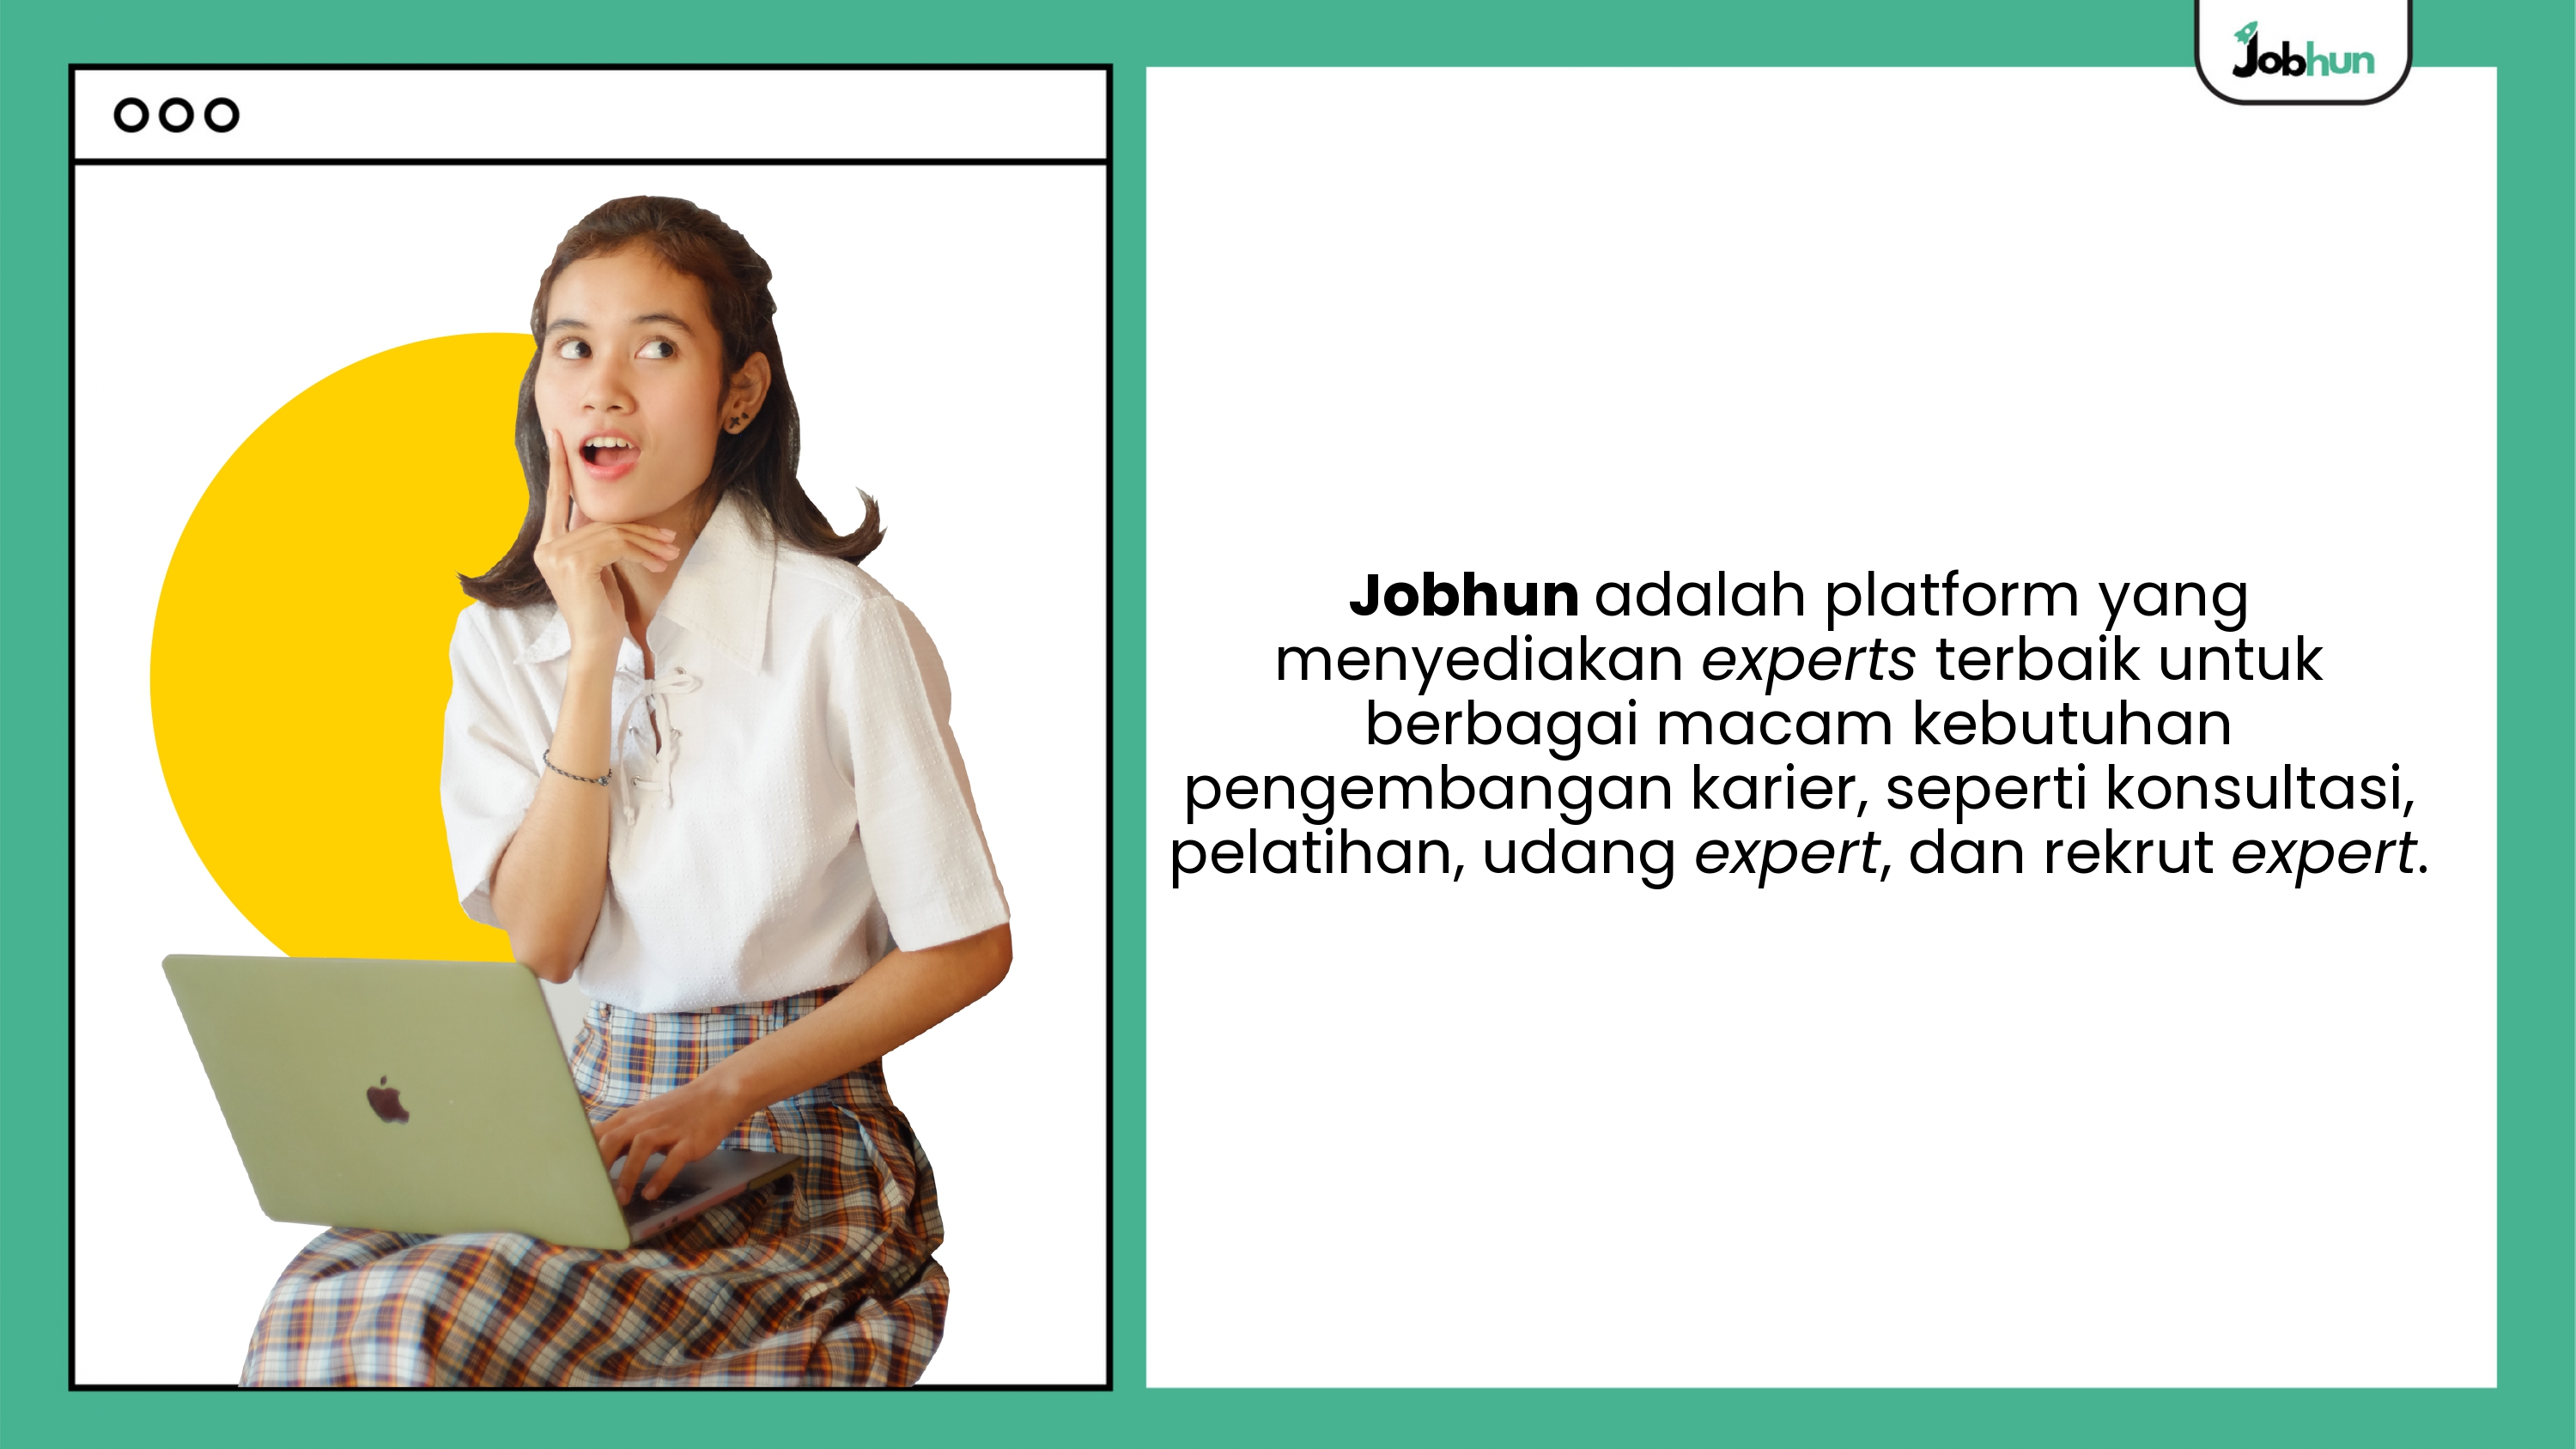 Jobhun
Jobhun adalah platform yang
menyediakan experts terbaik untuk
berbagai macam kebutuhan
pengembangan karier, seperti konsultasi,
pelatihan, udang expert, dan rekrut expert.